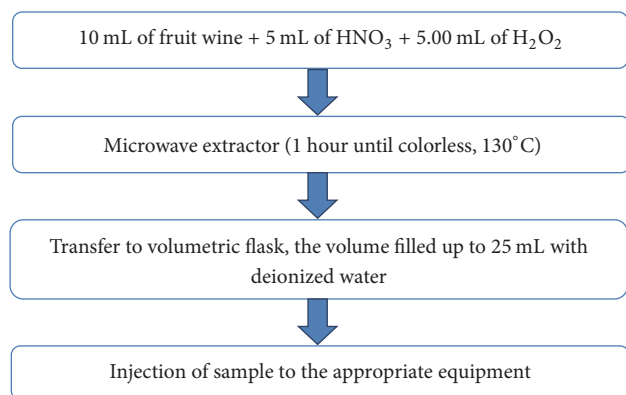 10 mL of fruit wine + 5 mL of HNO₃ + 5.00 mL of H₂O₂
Microwave extractor (1 hour until colorless, 130°C)
Transfer to volumetric flask, the volume filled up to 25 mL with
deionized water
Injection of sample to the appropriate equipment